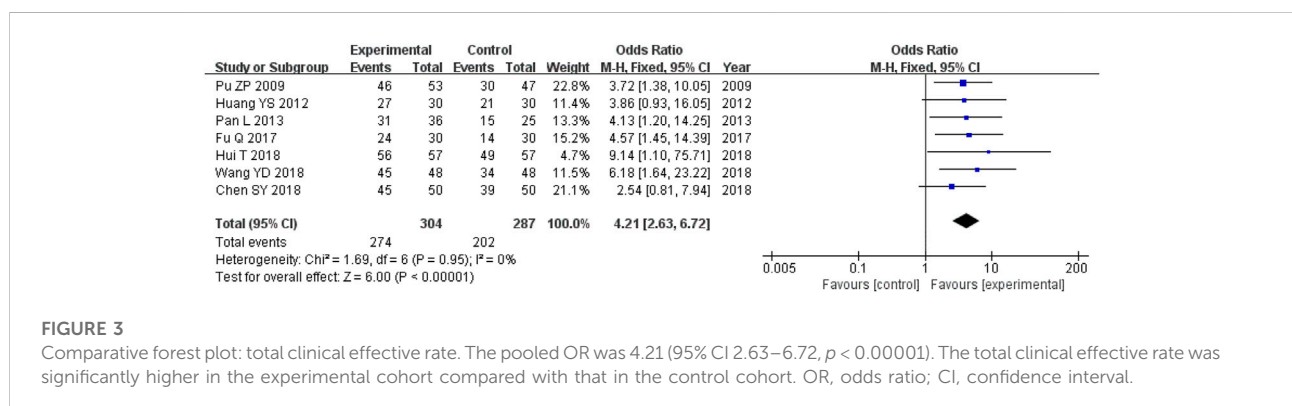 Experimental Control Odds Ratio Odds Ratio
Study or Subgroup Events Total Events Total Weight M-H, Fixed, 95% CI Year M-H, Fixed, 95% CI
Pu ZP 2009 46 53 30 47 22.8% 3.72 [1.38, 10.05] 2009
Huang YS 2012 27 30 21 30 11.4% 3.86 [0.93, 16.05] 2012
Pan L 2013 31 36 15 25 13.3% 4.13 [1.20, 14.25] 2013
Fu Q 2017 24 30 14 30 15.2% 4.57 [1.45, 14.39] 2017
Hui T 2018 56 57 49 57 4.7% 9.14 [1.10, 75.71] 2018
Wang YD 2018 45 48 34 48 11.5% 6.18 [1.64, 23.22] 2018
Chen SY 2018 45 50 39 50 21.1% 2.54 [0.81, 7.94] 2018
Total (95% CI) 304 287 100.0% 4.21 [2.63, 6.72]
Total events 274 202
Heterogeneity: Chi² = 1.69, df = 6 (P = 0.95); I² = 0%
Test for overall effect: Z = 6.00 (P < 0.00001)
0.005 0.1 1 10 200
Favours [control] Favours [experimental]
FIGURE 3
Comparative forest plot: total clinical effective rate. The pooled OR was 4.21 (95% CI 2.63–6.72, p < 0.00001). The total clinical effective rate was
significantly higher in the experimental cohort compared with that in the control cohort. OR, odds ratio; CI, confidence interval.